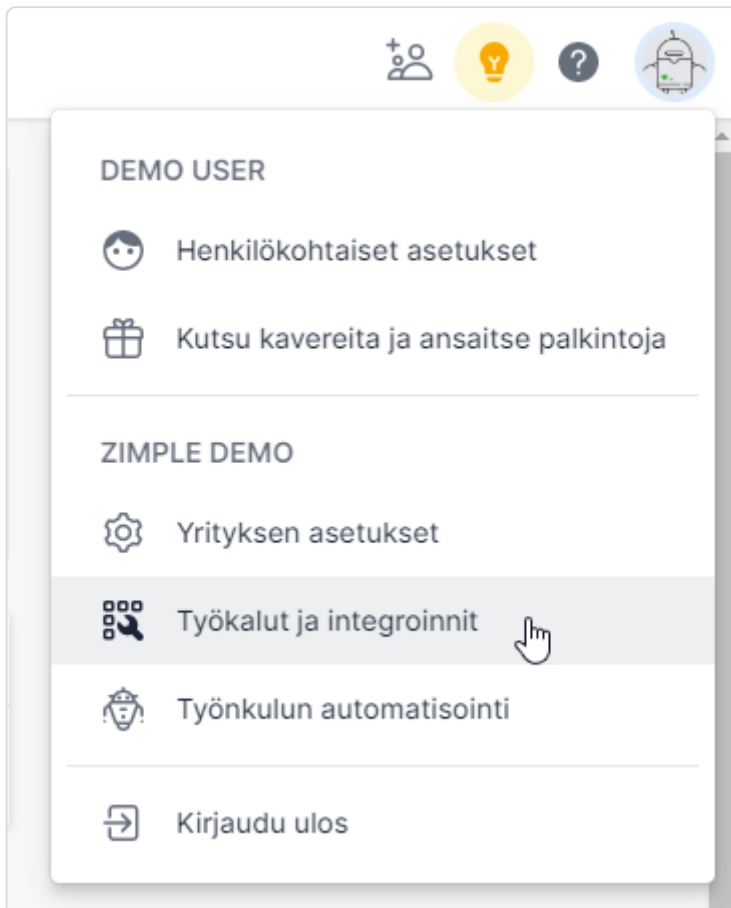 DEMO USER
Henkilökohtaiset asetukset
Kutsu kavereita ja ansaitse palkintoja
ZIMPLE DEMO
Yrityksen asetukset
Työkalut ja integroinnit
Työnkulun automatisointi
Kirjaudu ulos